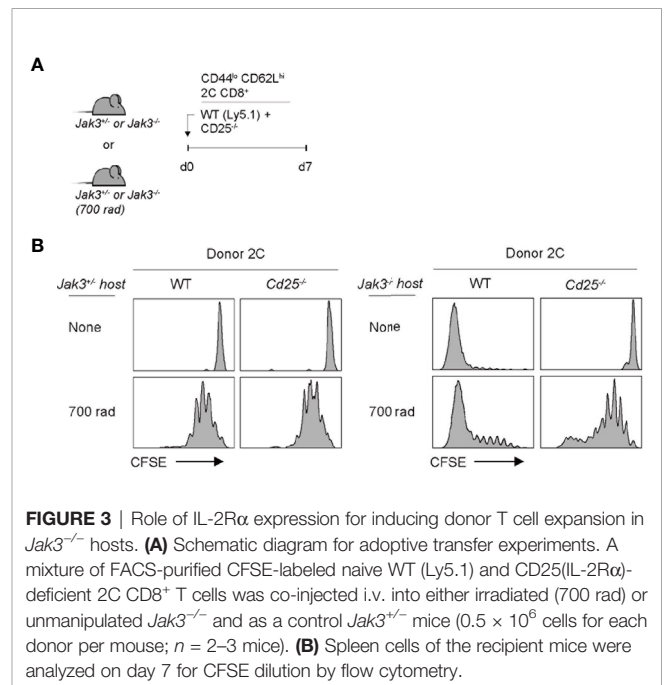 A
CD44ˡᵒ CD62Lʰⁱ
2C CD8⁺
WT (Ly5.1) +
CD25⁻/⁻
Jak3⁺/⁻ or Jak3⁻/⁻
or
d0 d7
Jak3⁺/⁻ or Jak3⁻/⁻
(700 rad)
B
Donor 2C
Jak3⁺/⁻ host WT Cd25⁻/⁻
None
700 rad
CFSE
Donor 2C
Jak3⁻/⁻ host WT Cd25⁻/⁻
None
700 rad
CFSE
FIGURE 3 | Role of IL-2Rα expression for inducing donor T cell expansion in
Jak3⁻/⁻ hosts. (A) Schematic diagram for adoptive transfer experiments. A
mixture of FACS-purified CFSE-labeled naive WT (Ly5.1) and CD25(IL-2Rα)-
deficient 2C CD8⁺ T cells was co-injected i.v. into either irradiated (700 rad) or
unmanipulated Jak3⁻/⁻ and as a control Jak3⁺/⁻ mice (0.5 × 10⁶ cells for each
donor per mouse; n = 2–3 mice). (B) Spleen cells of the recipient mice were
analyzed on day 7 for CFSE dilution by flow cytometry.